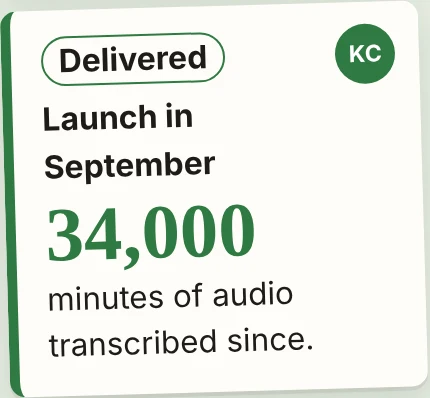 Delivered
KC
Launch in
September
34,000
minutes of audio
transcribed since.